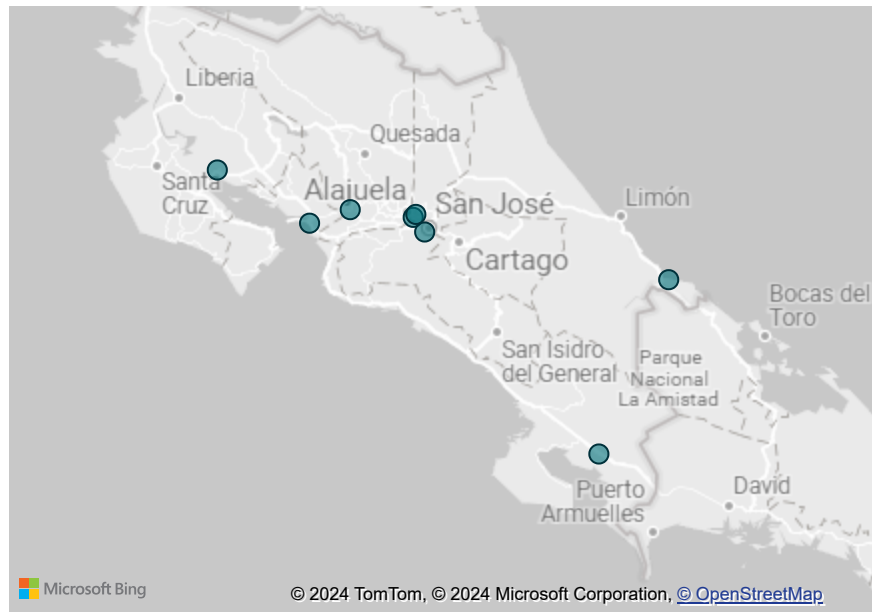 Liberia
Quesada
Santa
Cruz
Alajuela
San José
Limón
Cartago
Bocas del
Toro
San Isidro
del General
Parque
Nacional
La Amistad
Puerto
Armuelles
David
Microsoft Bing
© 2024 TomTom, © 2024 Microsoft Corporation, © OpenStreetMap